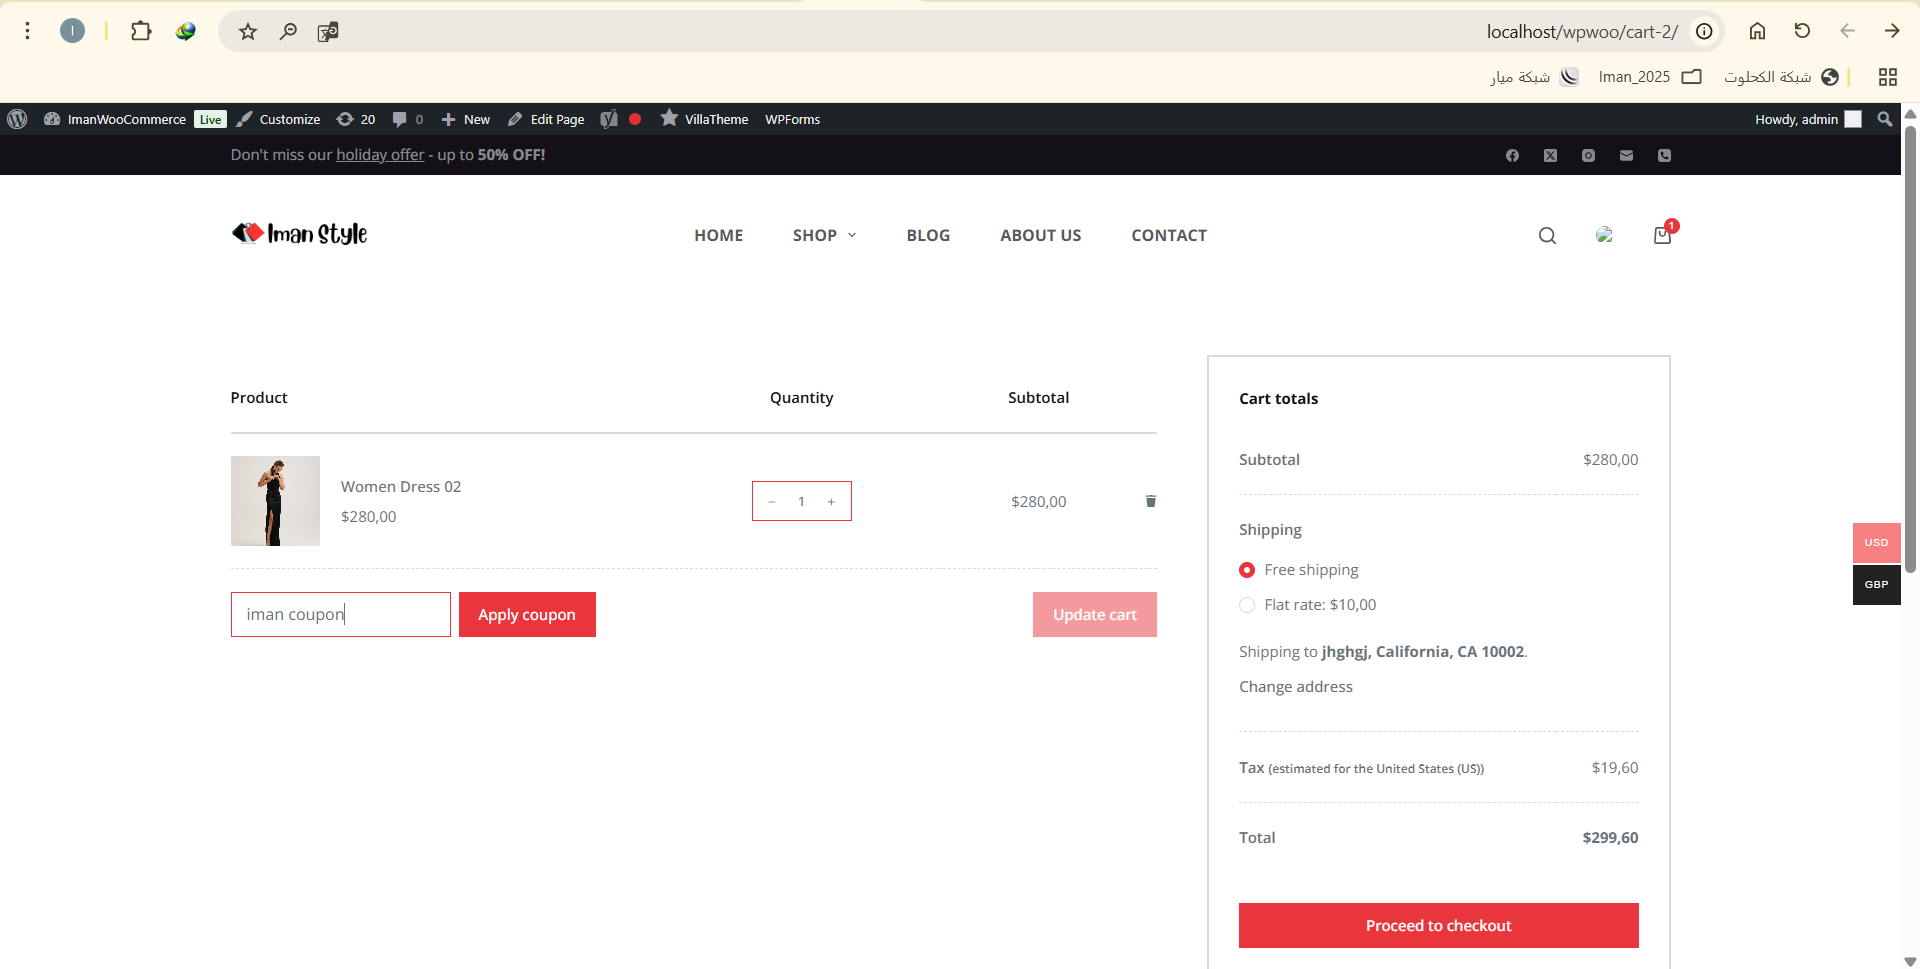 I
localhost/wpwoo/cart-2/
شبكة ميار
Iman_2025
شبكة الكحلوت
ImanWooCommerce Live Customize 20 0 New Edit Page VillaTheme WPForms Howdy, admin
Don't miss our holiday offer - up to 50% OFF!
Iman Style
HOME SHOP BLOG ABOUT US CONTACT
1
Product Quantity Subtotal
Women Dress 02
$280,00
− 1 +
$280,00
iman coupon
Apply coupon
Update cart
Cart totals
Subtotal $280,00
Shipping
Free shipping
Flat rate: $10,00
Shipping to jhghgj, California, CA 10002.
Change address
Tax (estimated for the United States (US)) $19,60
Total $299,60
Proceed to checkout
USD
GBP